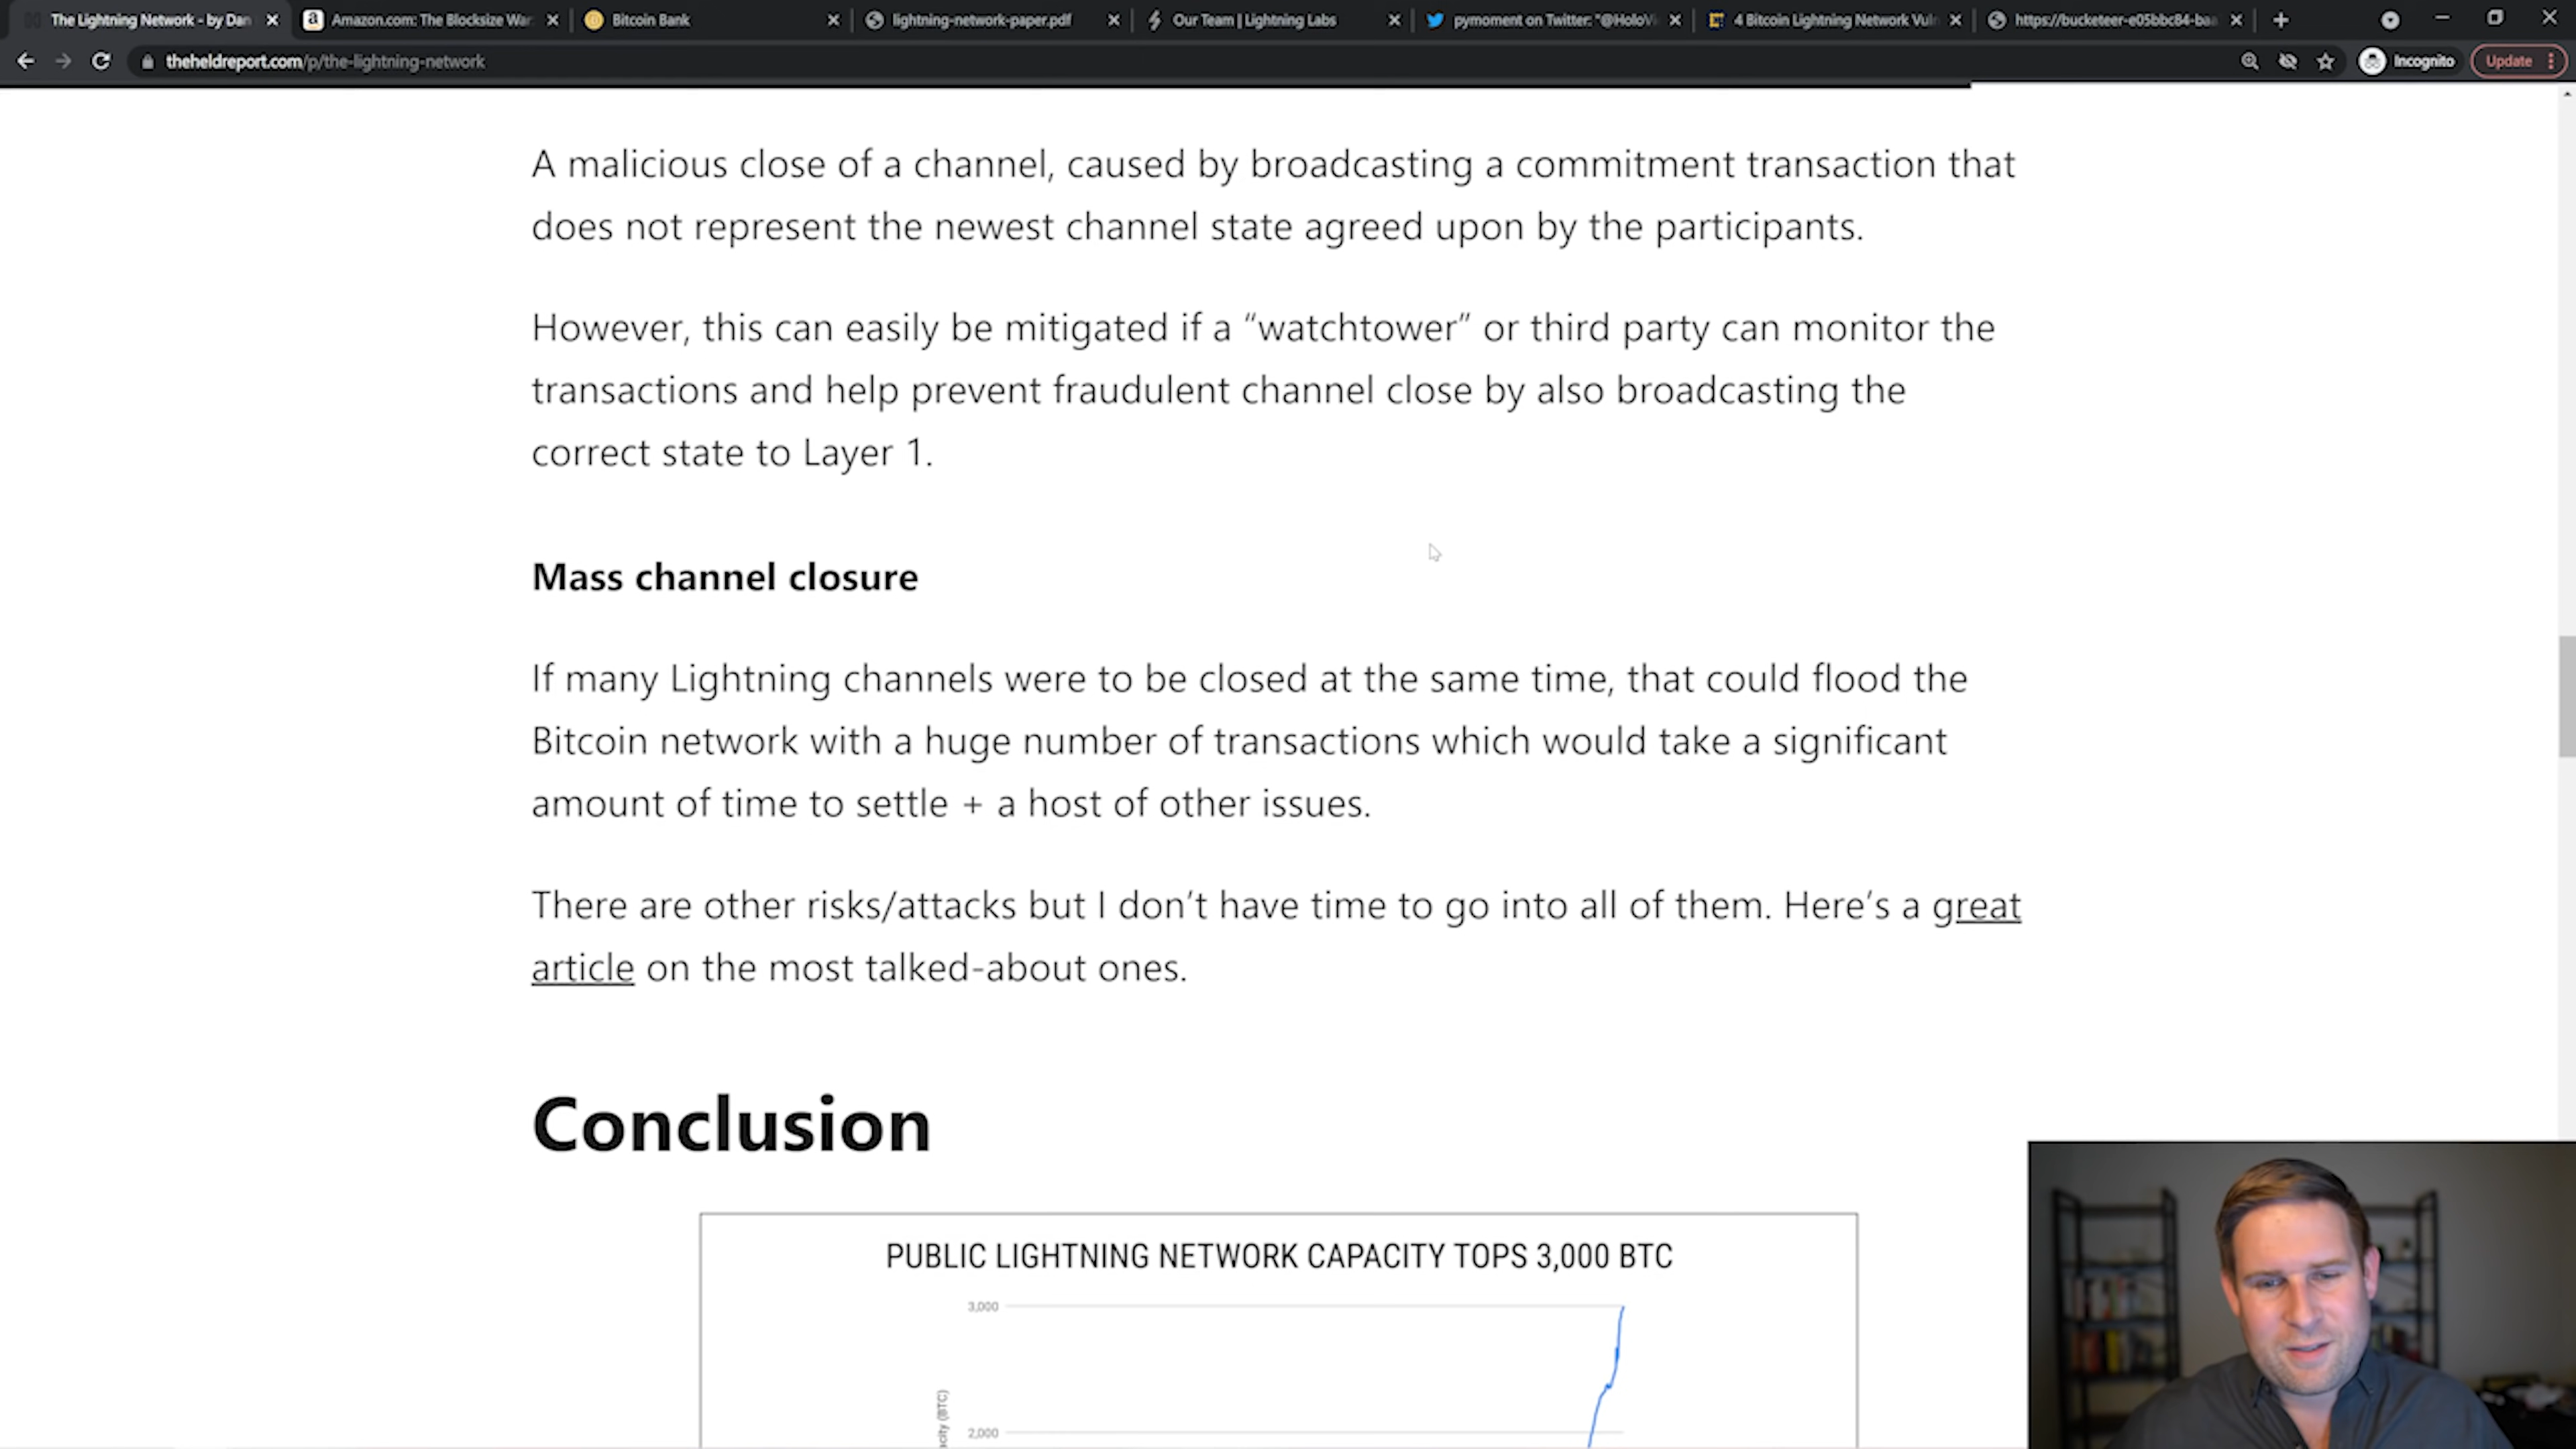 The Lightning Network - by Dan
Amazon.com: The Blocksize War
Bitcoin Bank
lightning-network-paper.pdf
Our Team | Lightning Labs
pymoment on Twitter: "@HoloVi
4 Bitcoin Lightning Network Vuln
https://bucketeer-e05bbc84-baa
theheldreport.com/p/the-lightning-network
Incognito
Update
A malicious close of a channel, caused by broadcasting a commitment transaction that
does not represent the newest channel state agreed upon by the participants.
However, this can easily be mitigated if a “watchtower” or third party can monitor the
transactions and help prevent fraudulent channel close by also broadcasting the
correct state to Layer 1.
Mass channel closure
If many Lightning channels were to be closed at the same time, that could flood the
Bitcoin network with a huge number of transactions which would take a significant
amount of time to settle + a host of other issues.
There are other risks/attacks but I don’t have time to go into all of them. Here’s a great
article on the most talked-about ones.
Conclusion
PUBLIC LIGHTNING NETWORK CAPACITY TOPS 3,000 BTC
3,000
acity (BTC)
2,000